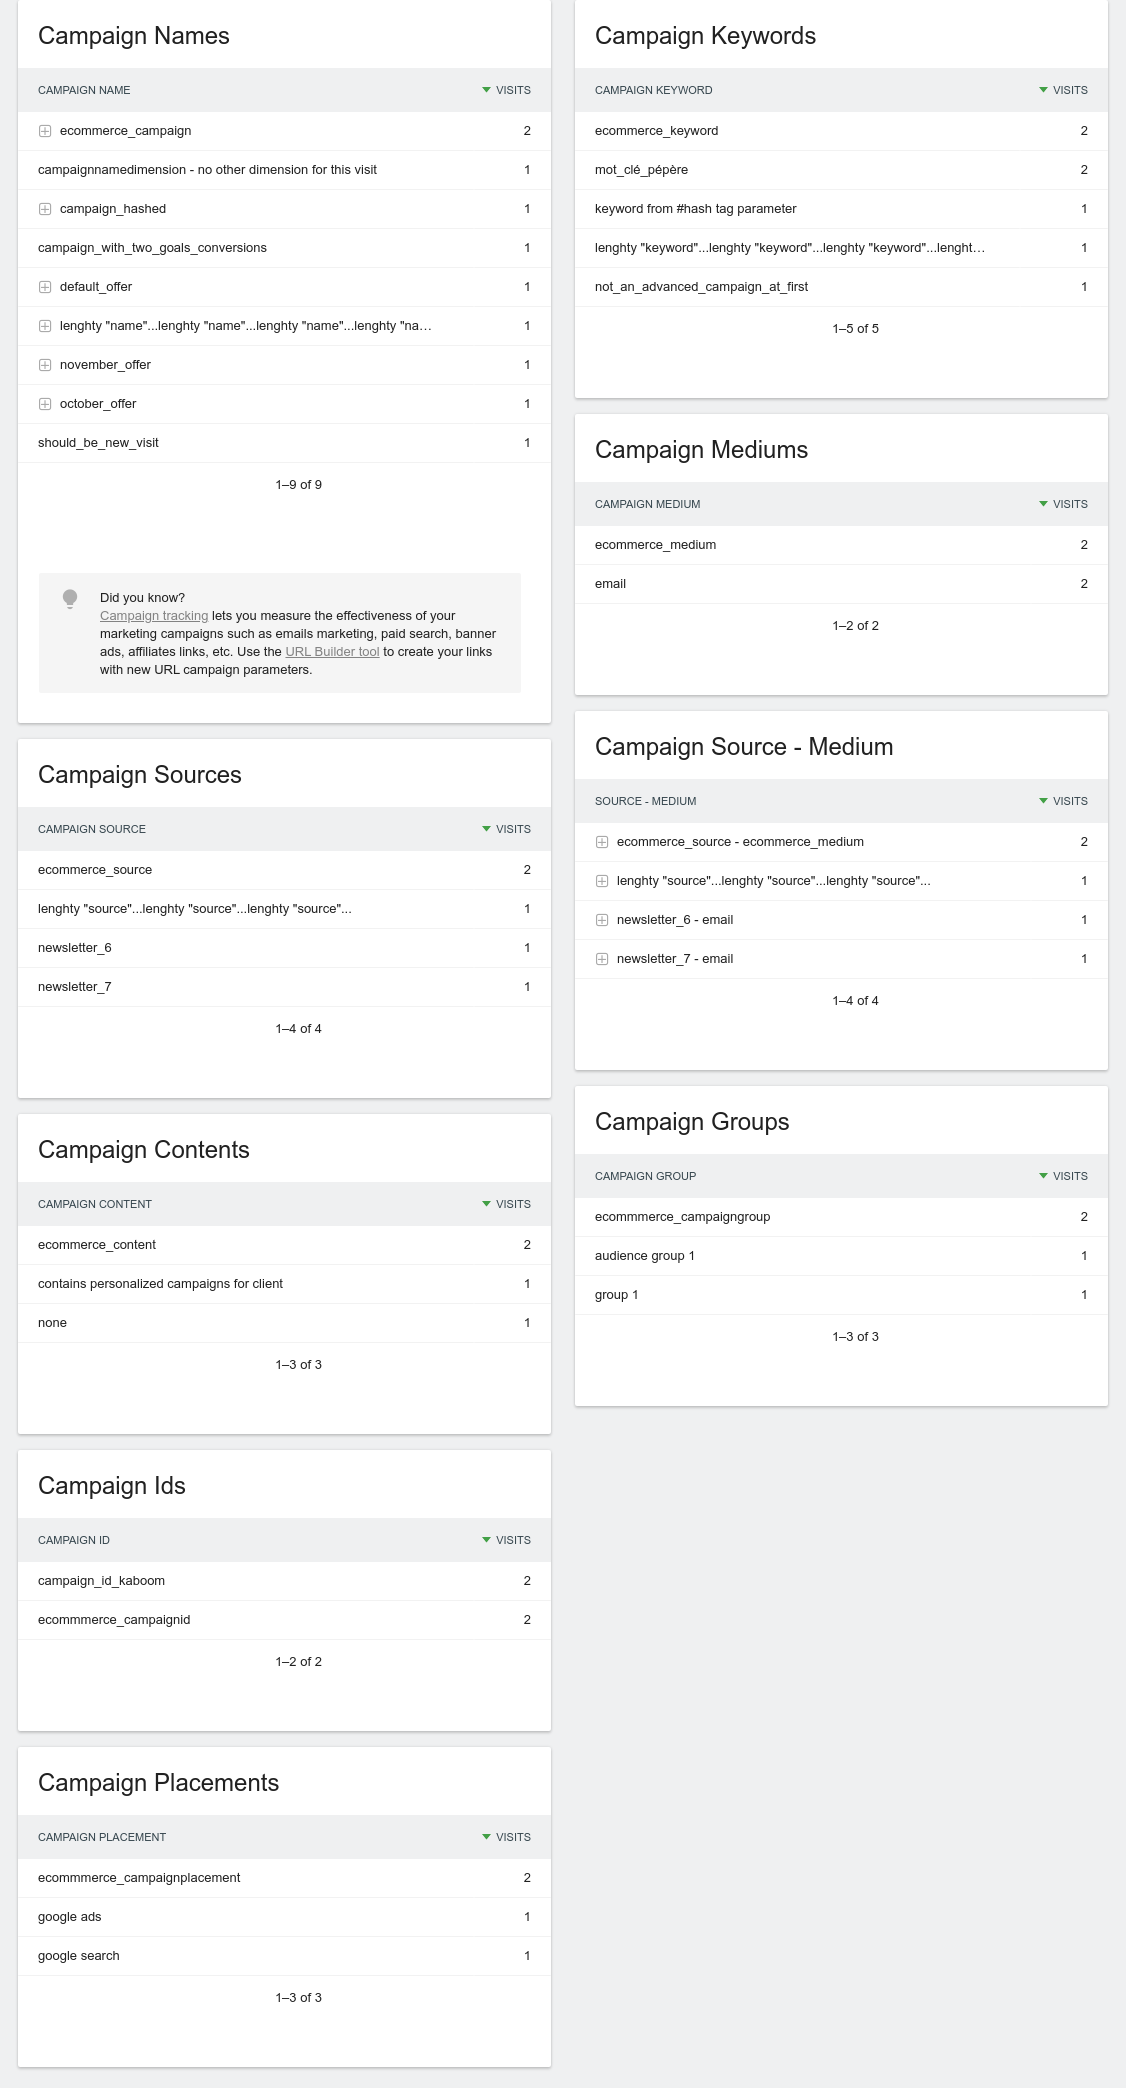 Campaign Names
CAMPAIGN NAME VISITS
ecommerce_campaign 2
campaignnamedimension - no other dimension for this visit 1
campaign_hashed 1
campaign_with_two_goals_conversions 1
default_offer 1
lenghty "name"...lenghty "name"...lenghty "name"...lenghty "na... 1
november_offer 1
october_offer 1
should_be_new_visit 1
1–9 of 9
Did you know?
Campaign tracking lets you measure the effectiveness of your
marketing campaigns such as emails marketing, paid search, banner
ads, affiliates links, etc. Use the URL Builder tool to create your links
with new URL campaign parameters.
Campaign Sources
CAMPAIGN SOURCE VISITS
ecommerce_source 2
lenghty "source"...lenghty "source"...lenghty "source"... 1
newsletter_6 1
newsletter_7 1
1–4 of 4
Campaign Contents
CAMPAIGN CONTENT VISITS
ecommerce_content 2
contains personalized campaigns for client 1
none 1
1–3 of 3
Campaign Ids
CAMPAIGN ID VISITS
campaign_id_kaboom 2
ecommmerce_campaignid 2
1–2 of 2
Campaign Placements
CAMPAIGN PLACEMENT VISITS
ecommmerce_campaignplacement 2
google ads 1
google search 1
1–3 of 3
Campaign Keywords
CAMPAIGN KEYWORD VISITS
ecommerce_keyword 2
mot_clé_pépère 2
keyword from #hash tag parameter 1
lenghty "keyword"...lenghty "keyword"...lenghty "keyword"...lenght... 1
not_an_advanced_campaign_at_first 1
1–5 of 5
Campaign Mediums
CAMPAIGN MEDIUM VISITS
ecommerce_medium 2
email 2
1–2 of 2
Campaign Source - Medium
SOURCE - MEDIUM VISITS
ecommerce_source - ecommerce_medium 2
lenghty "source"...lenghty "source"...lenghty "source"... 1
newsletter_6 - email 1
newsletter_7 - email 1
1–4 of 4
Campaign Groups
CAMPAIGN GROUP VISITS
ecommmerce_campaigngroup 2
audience group 1 1
group 1 1
1–3 of 3